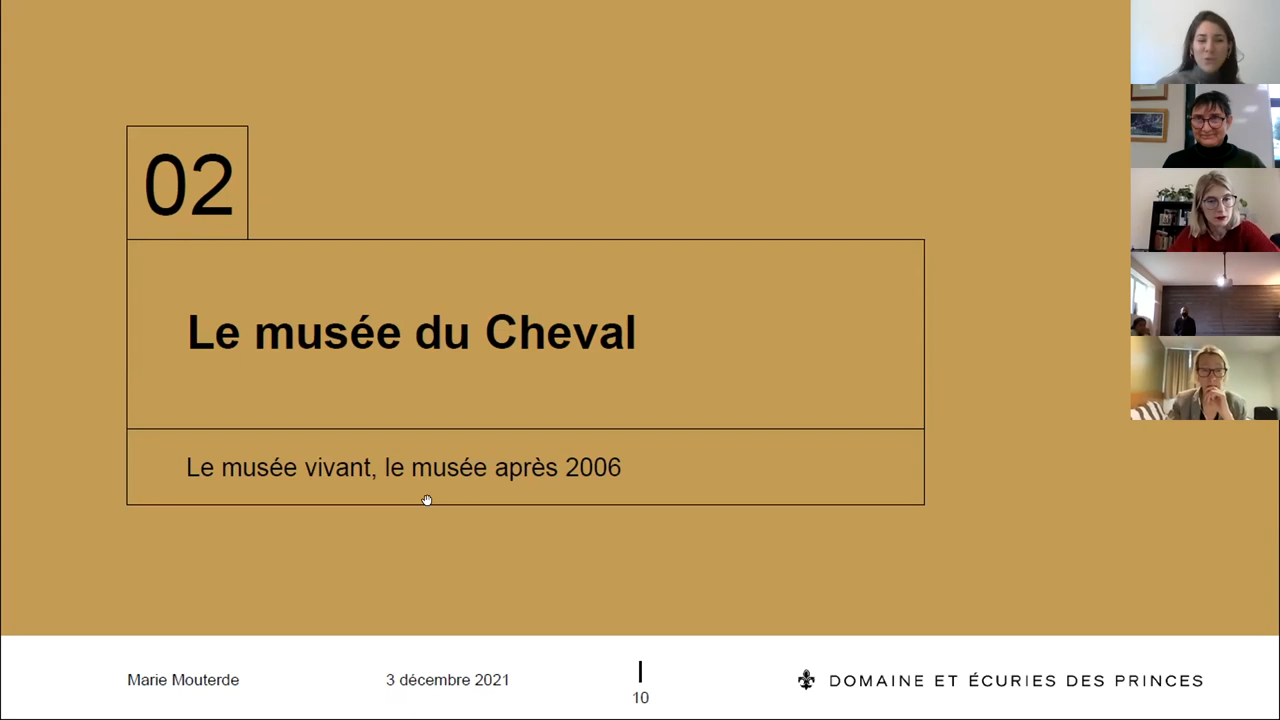 02
Le musée du Cheval
Le musée vivant, le musée après 2006
Marie Mouterde
3 décembre 2021
10
DOMAINE ET ÉCURIES DES PRINCES